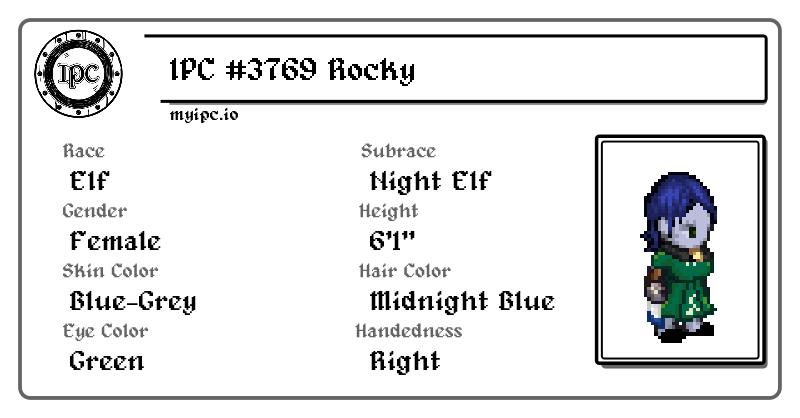 IPC
IPC #3769 Rocky
myipc.io
Race
Elf
Subrace
Night Elf
Gender
Female
Height
6'1"
Skin Color
Blue-Grey
Hair Color
Midnight Blue
Eye Color
Green
Handedness
Right